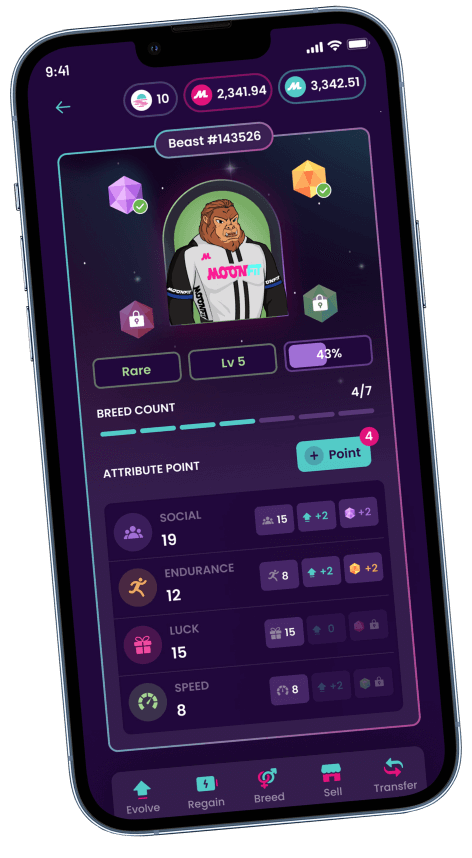 9:41
10
2,341.94
3,342.51
Beast #143526
MOONFIT
MOONFIT
MOONFIT
Rare
Lv 5
43%
BREED COUNT
4/7
ATTRIBUTE POINT
+ Point
4
SOCIAL
19
15
+2
+2
ENDURANCE
12
8
+2
+2
LUCK
15
15
0
SPEED
8
8
+2
Evolve
Regain
Breed
Sell
Transfer